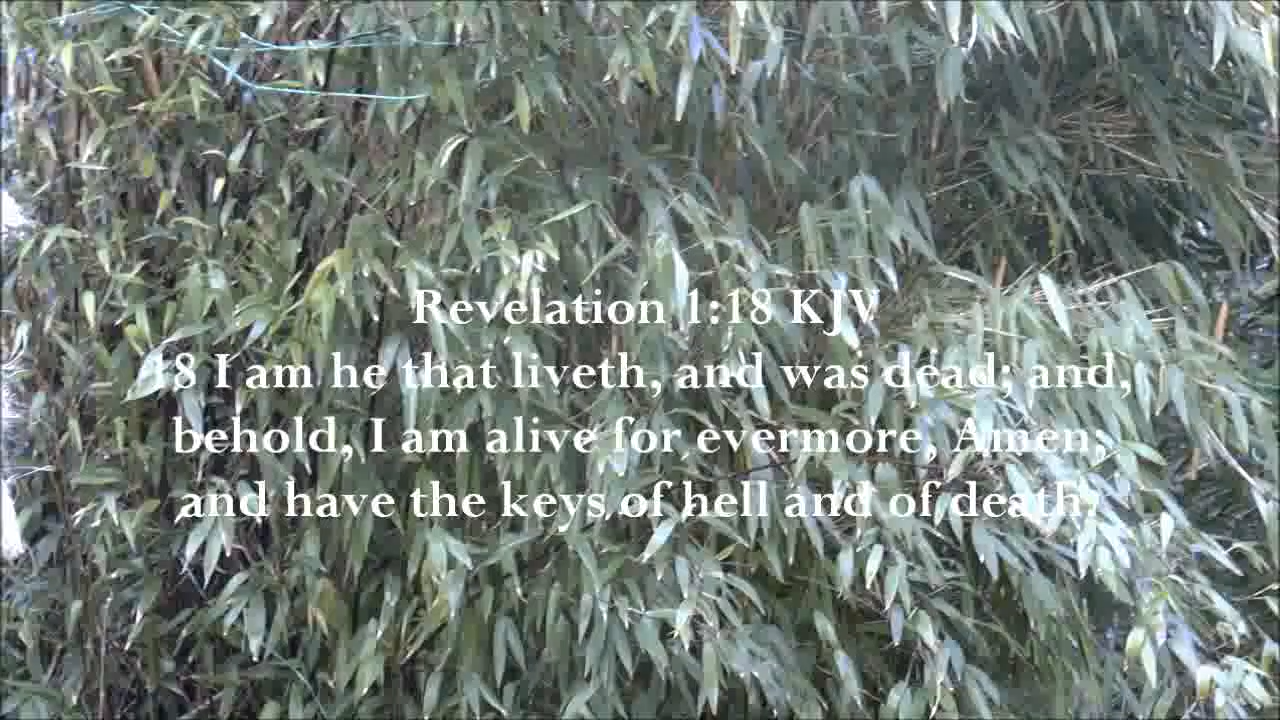 Revelation 1:18 KJV
18 I am he that liveth, and was dead; and,
behold, I am alive for evermore, Amen;
and have the keys of hell and of death.